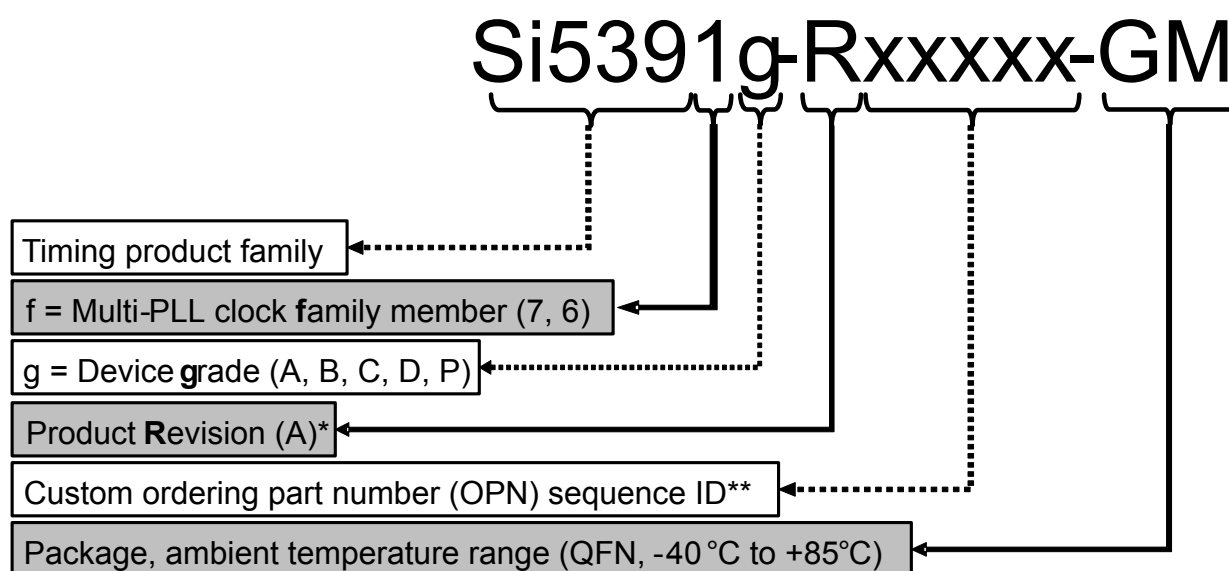 Si5391g-Rxxxxx-GM
Timing product family
f = Multi-PLL clock family member (7, 6)
g = Device grade (A, B, C, D, P)
Product Revision (A)*
Custom ordering part number (OPN) sequence ID**
Package, ambient temperature range (QFN, -40 °C to +85°C)